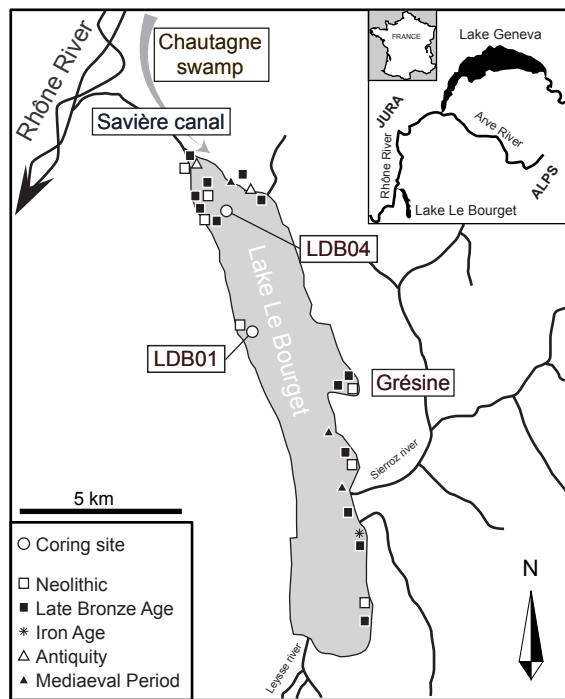 Chautagne
swamp
Rhône River
Savière canal
FRANCE
Lake Geneva
JURA
Arve River
Rhône River
ALPS
Lake Le Bourget
LDB04
Lake Le Bourget
LDB01
Grésine
Sierroz river
5 km
Coring site
Neolithic
Late Bronze Age
Iron Age
Antiquity
Mediaeval Period
Leysse river
N